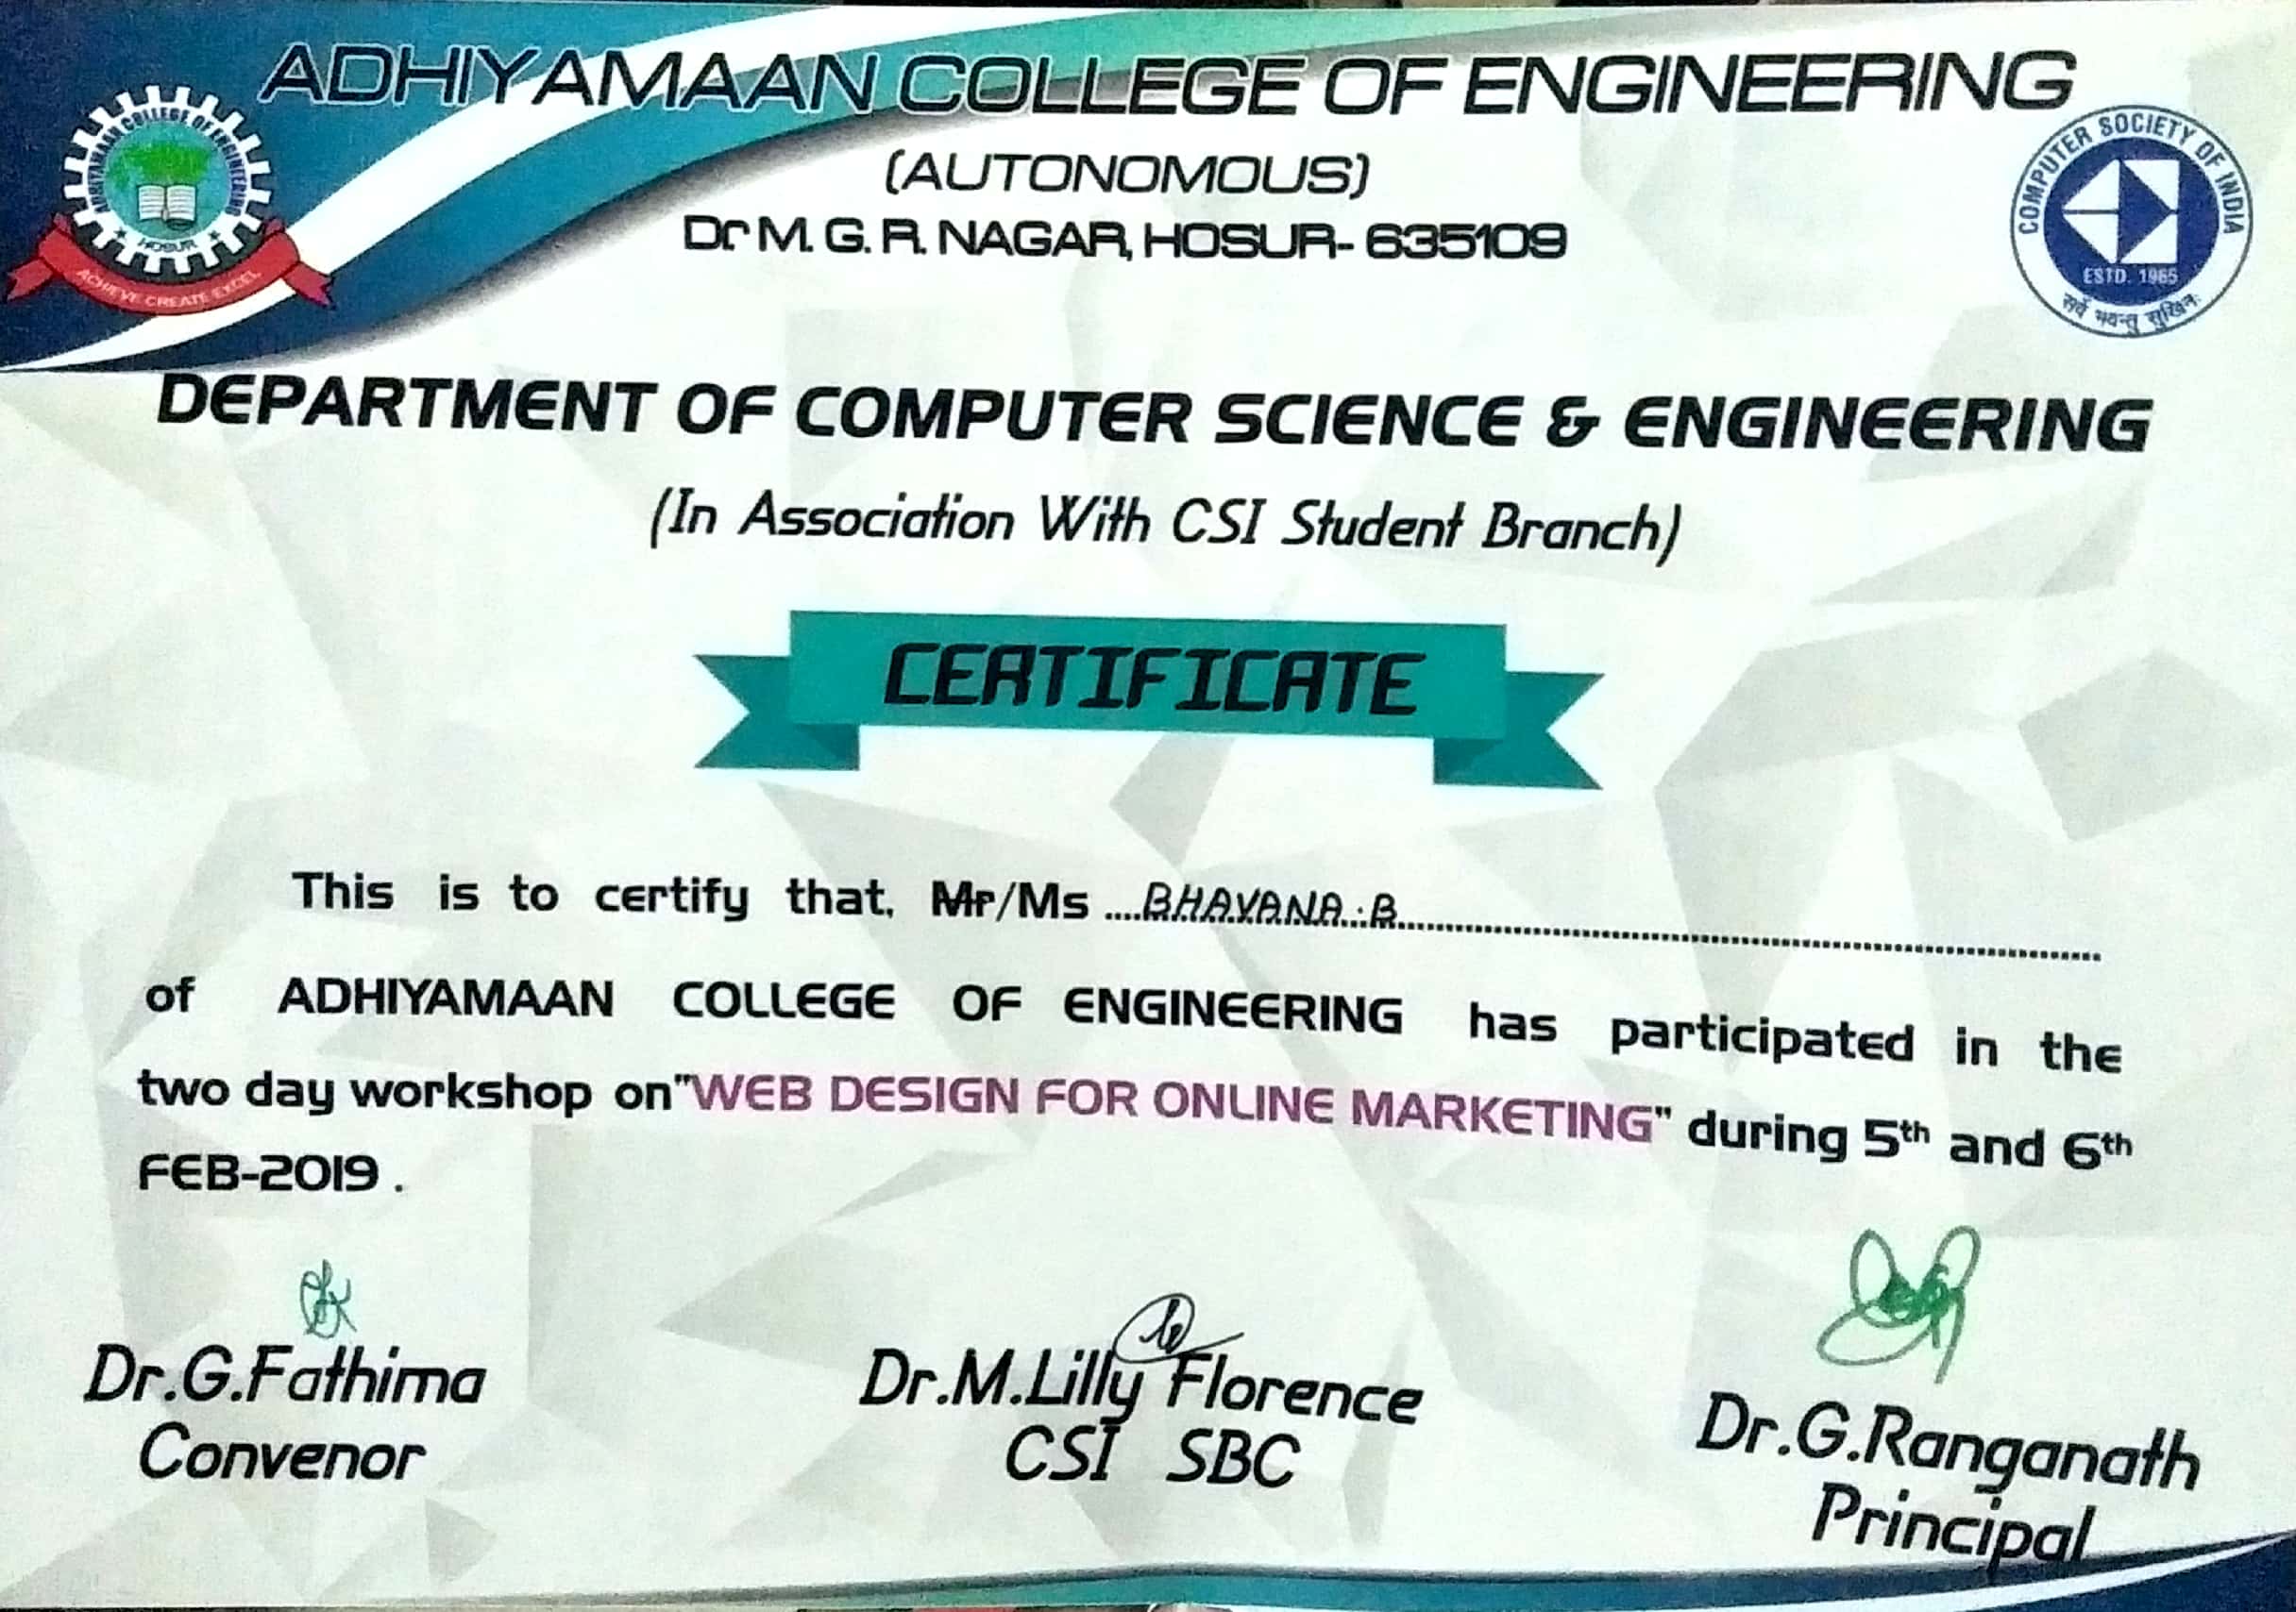 ADHIYAMAAN COLLEGE OF ENGINEERING
(AUTONOMOUS)
Dr M. G. R. NAGAR, HOSUR- 635109
ADHIYAMAAN COLLEGE OF ENGINEERING
HOSUR
ACHIEVE CREATE EXCEL
COMPUTER SOCIETY OF INDIA
ESTD. 1965
सर्वे भवन्तु सुखिनः
DEPARTMENT OF COMPUTER SCIENCE & ENGINEERING
(In Association With CSI Student Branch)
CERTIFICATE
This is to certify that, Mr/Ms ....BHAVANA.B....
of ADHIYAMAAN COLLEGE OF ENGINEERING has participated in the
two day workshop on"WEB DESIGN FOR ONLINE MARKETING" during 5th and 6th
FEB-2019 .
Dr.G.Fathima
Convenor
Dr.M.Lilly Florence
CSI SBC
Dr.G.Ranganath
Principal